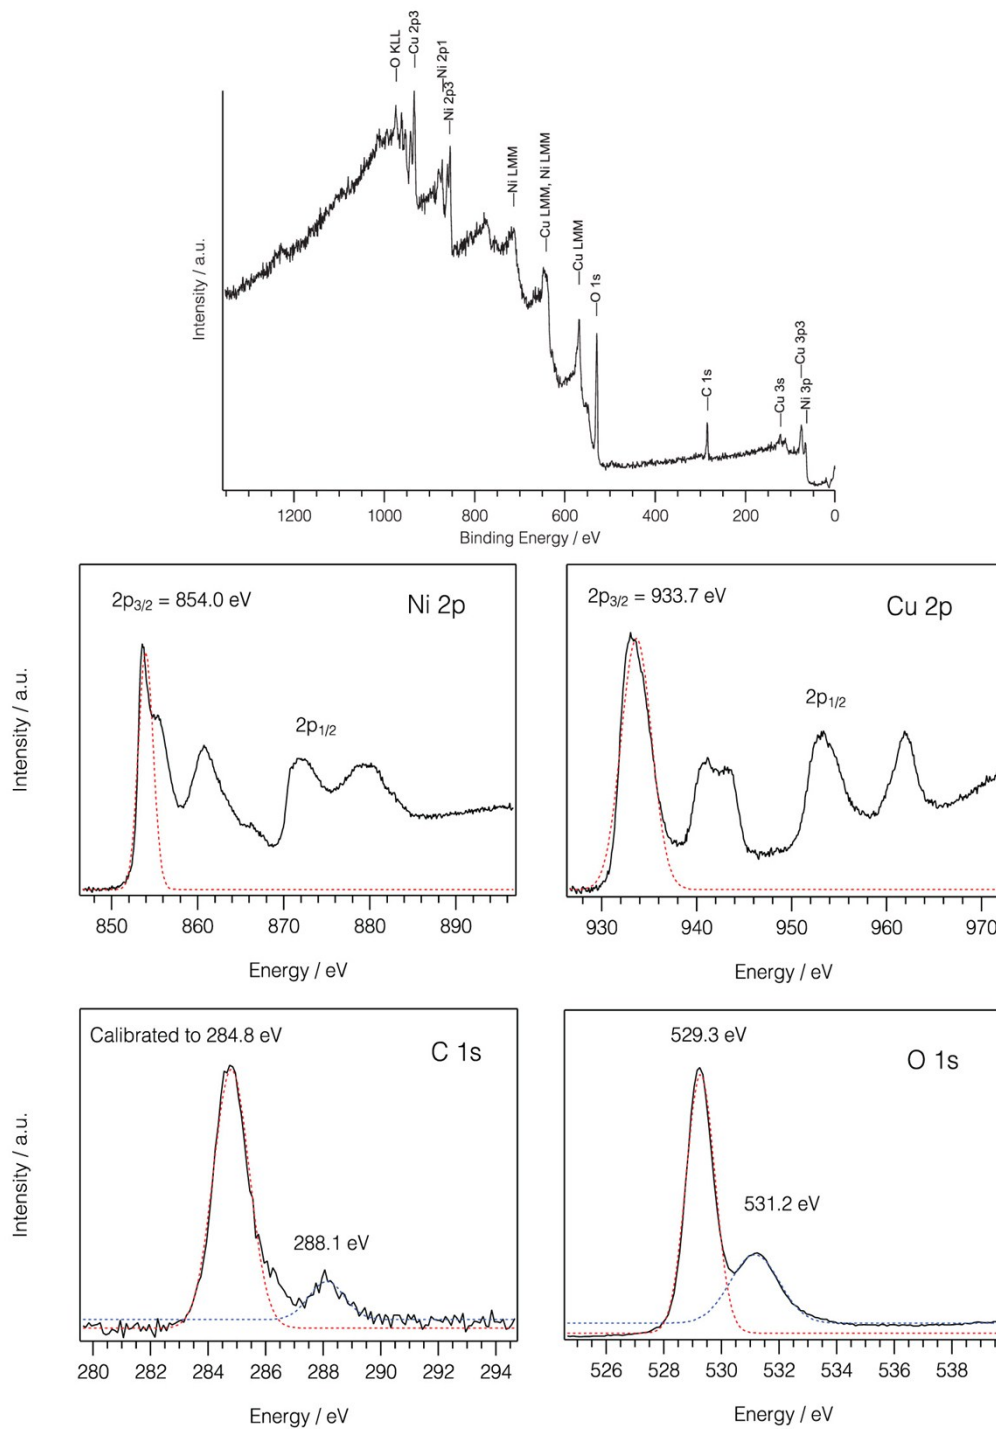 O KLL
Cu 2p3
Ni 2p1
Ni 2p3
Ni LMM
Cu LMM, Ni LMM
Cu LMM
O 1s
C 1s
Cu 3s
Cu 3p3
Ni 3p
Intensity / a.u.
1200 1000 800 600 400 200 0
Binding Energy / eV
2p3/2 = 854.0 eV
Ni 2p
2p1/2
850 860 870 880 890
Energy / eV
2p3/2 = 933.7 eV
Cu 2p
2p1/2
930 940 950 960 970
Energy / eV
Intensity / a.u.
Calibrated to 284.8 eV
C 1s
288.1 eV
280 282 284 286 288 290 292 294
Energy / eV
529.3 eV
O 1s
531.2 eV
526 528 530 532 534 536 538
Energy / eV
Intensity / a.u.